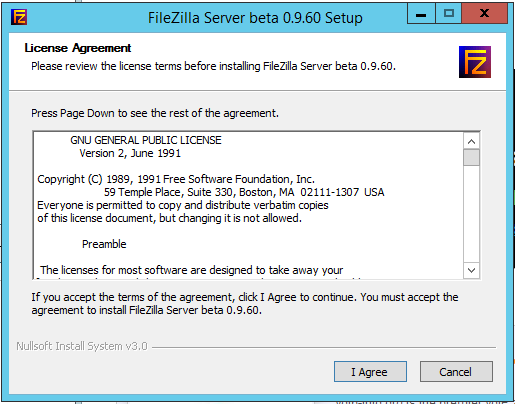 FileZilla Server beta 0.9.60 Setup
License Agreement
Please review the license terms before installing FileZilla Server beta 0.9.60.
Press Page Down to see the rest of the agreement.
GNU GENERAL PUBLIC LICENSE
Version 2, June 1991
Copyright (C) 1989, 1991 Free Software Foundation, Inc.
59 Temple Place, Suite 330, Boston, MA 02111-1307 USA
Everyone is permitted to copy and distribute verbatim copies
of this license document, but changing it is not allowed.
Preamble
The licenses for most software are designed to take away your
If you accept the terms of the agreement, click I Agree to continue. You must accept the
agreement to install FileZilla Server beta 0.9.60.
Nullsoft Install System v3.0
I Agree
Cancel